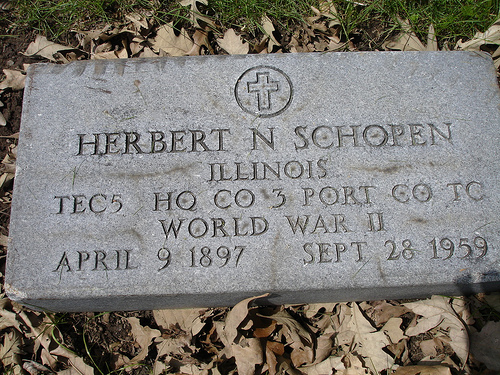 HERBERT N SCHOPEN
ILLINOIS
TEC5 HQ CO 3 PORT CO TC
WORLD WAR II
APRIL 9 1897 SEPT 28 1959